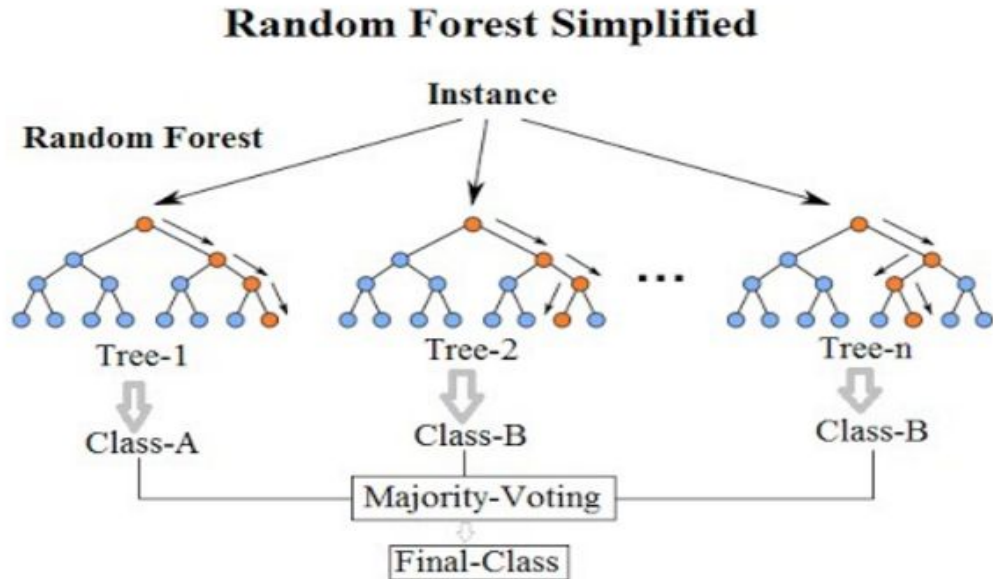 Random Forest Simplified
Instance
Random Forest
...
Tree-1
Tree-2
Tree-n
Class-A
Class-B
Class-B
Majority-Voting
Final-Class